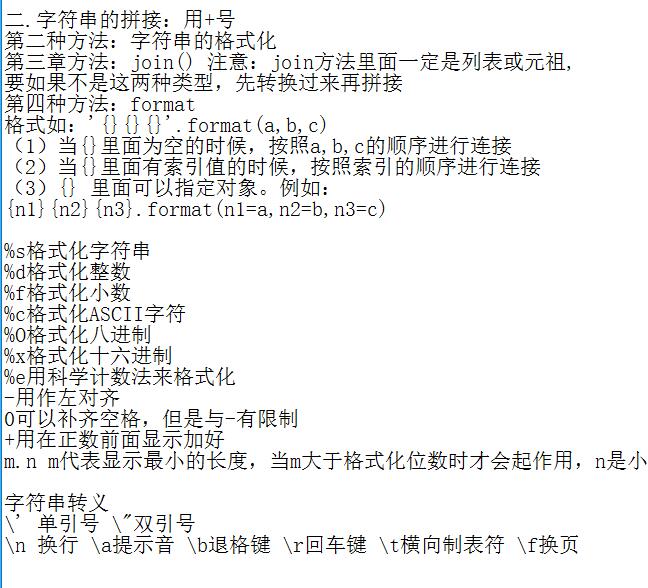 二.字符串的拼接：用+号
第二种方法：字符串的格式化
第三章方法：join() 注意：join方法里面一定是列表或元祖,
要如果不是这两种类型，先转换过来再拼接
第四种方法：format
格式如：'{}{}{}'.format(a,b,c)
（1）当{}里面为空的时候，按照a,b,c的顺序进行连接
（2）当{}里面有索引值的时候，按照索引的顺序进行连接
（3）{} 里面可以指定对象。例如：
{n1}{n2}{n3}.format(n1=a,n2=b,n3=c)
%s格式化字符串
%d格式化整数
%f格式化小数
%c格式化ASCII字符
%O格式化八进制
%x格式化十六进制
%e用科学计数法来格式化
-用作左对齐
0可以补齐空格，但是与-有限制
+用在正数前面显示加好
m.n m代表显示最小的长度，当m大于格式化位数时才会起作用，n是小
字符串转义
\' 单引号 \"双引号
\n 换行 \a提示音 \b退格键 \r回车键 \t横向制表符 \f换页